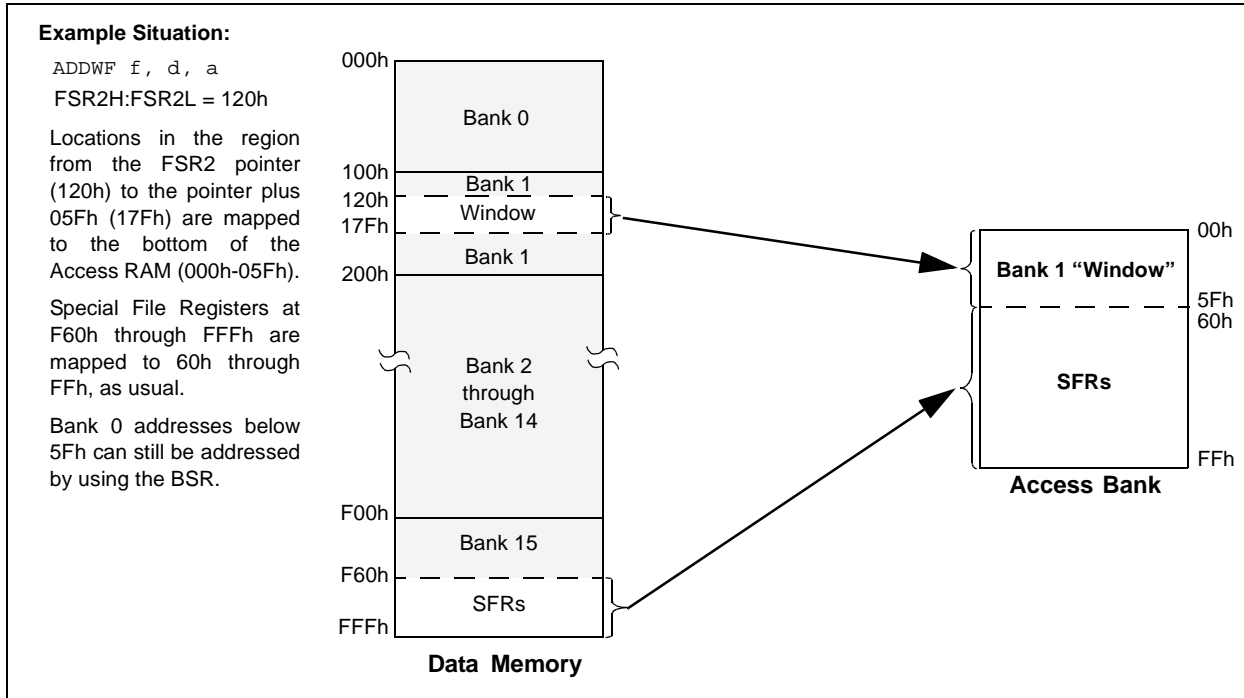 Example Situation:
ADDWF f, d, a
FSR2H:FSR2L = 120h
Locations in the region
from the FSR2 pointer
(120h) to the pointer plus
05Fh (17Fh) are mapped
to the bottom of the
Access RAM (000h-05Fh).
Special File Registers at
F60h through FFFh are
mapped to 60h through
FFh, as usual.
Bank 0 addresses below
5Fh can still be addressed
by using the BSR.
000h
Bank 0
100h
Bank 1
120h
Window
17Fh
Bank 1
200h
Bank 2
through
Bank 14
F00h
Bank 15
F60h
SFRs
FFFh
Data Memory
00h
Bank 1 “Window”
5Fh
60h
SFRs
FFh
Access Bank